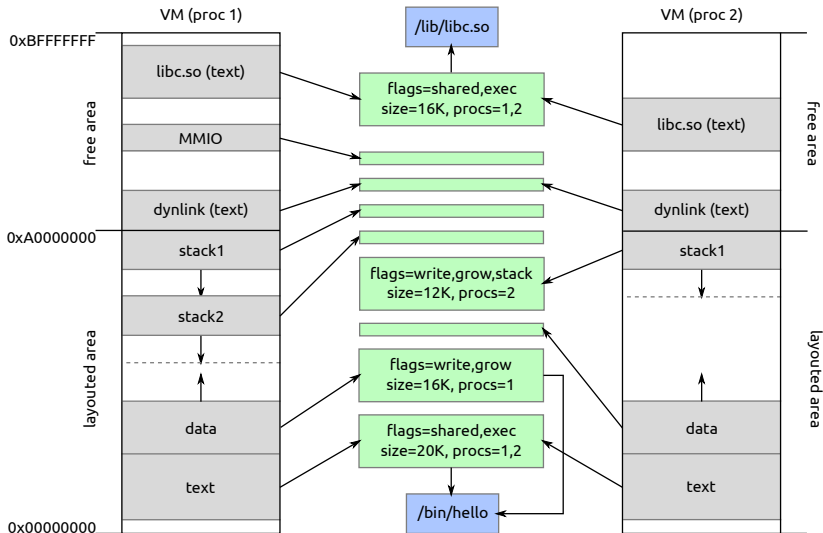 VM (proc 1)
/lib/libc.so
VM (proc 2)
0xBFFFFFFF
libc.so (text)
flags=shared,exec
size=16K, procs=1,2
free area
free area
libc.so (text)
MMIO
dynlink (text)
dynlink (text)
0xA0000000
stack1
stack1
flags=write,grow,stack
size=12K, procs=2
stack2
layouted area
layouted area
flags=write,grow
size=16K, procs=1
data
flags=shared,exec
size=20K, procs=1,2
data
text
text
/bin/hello
0x00000000